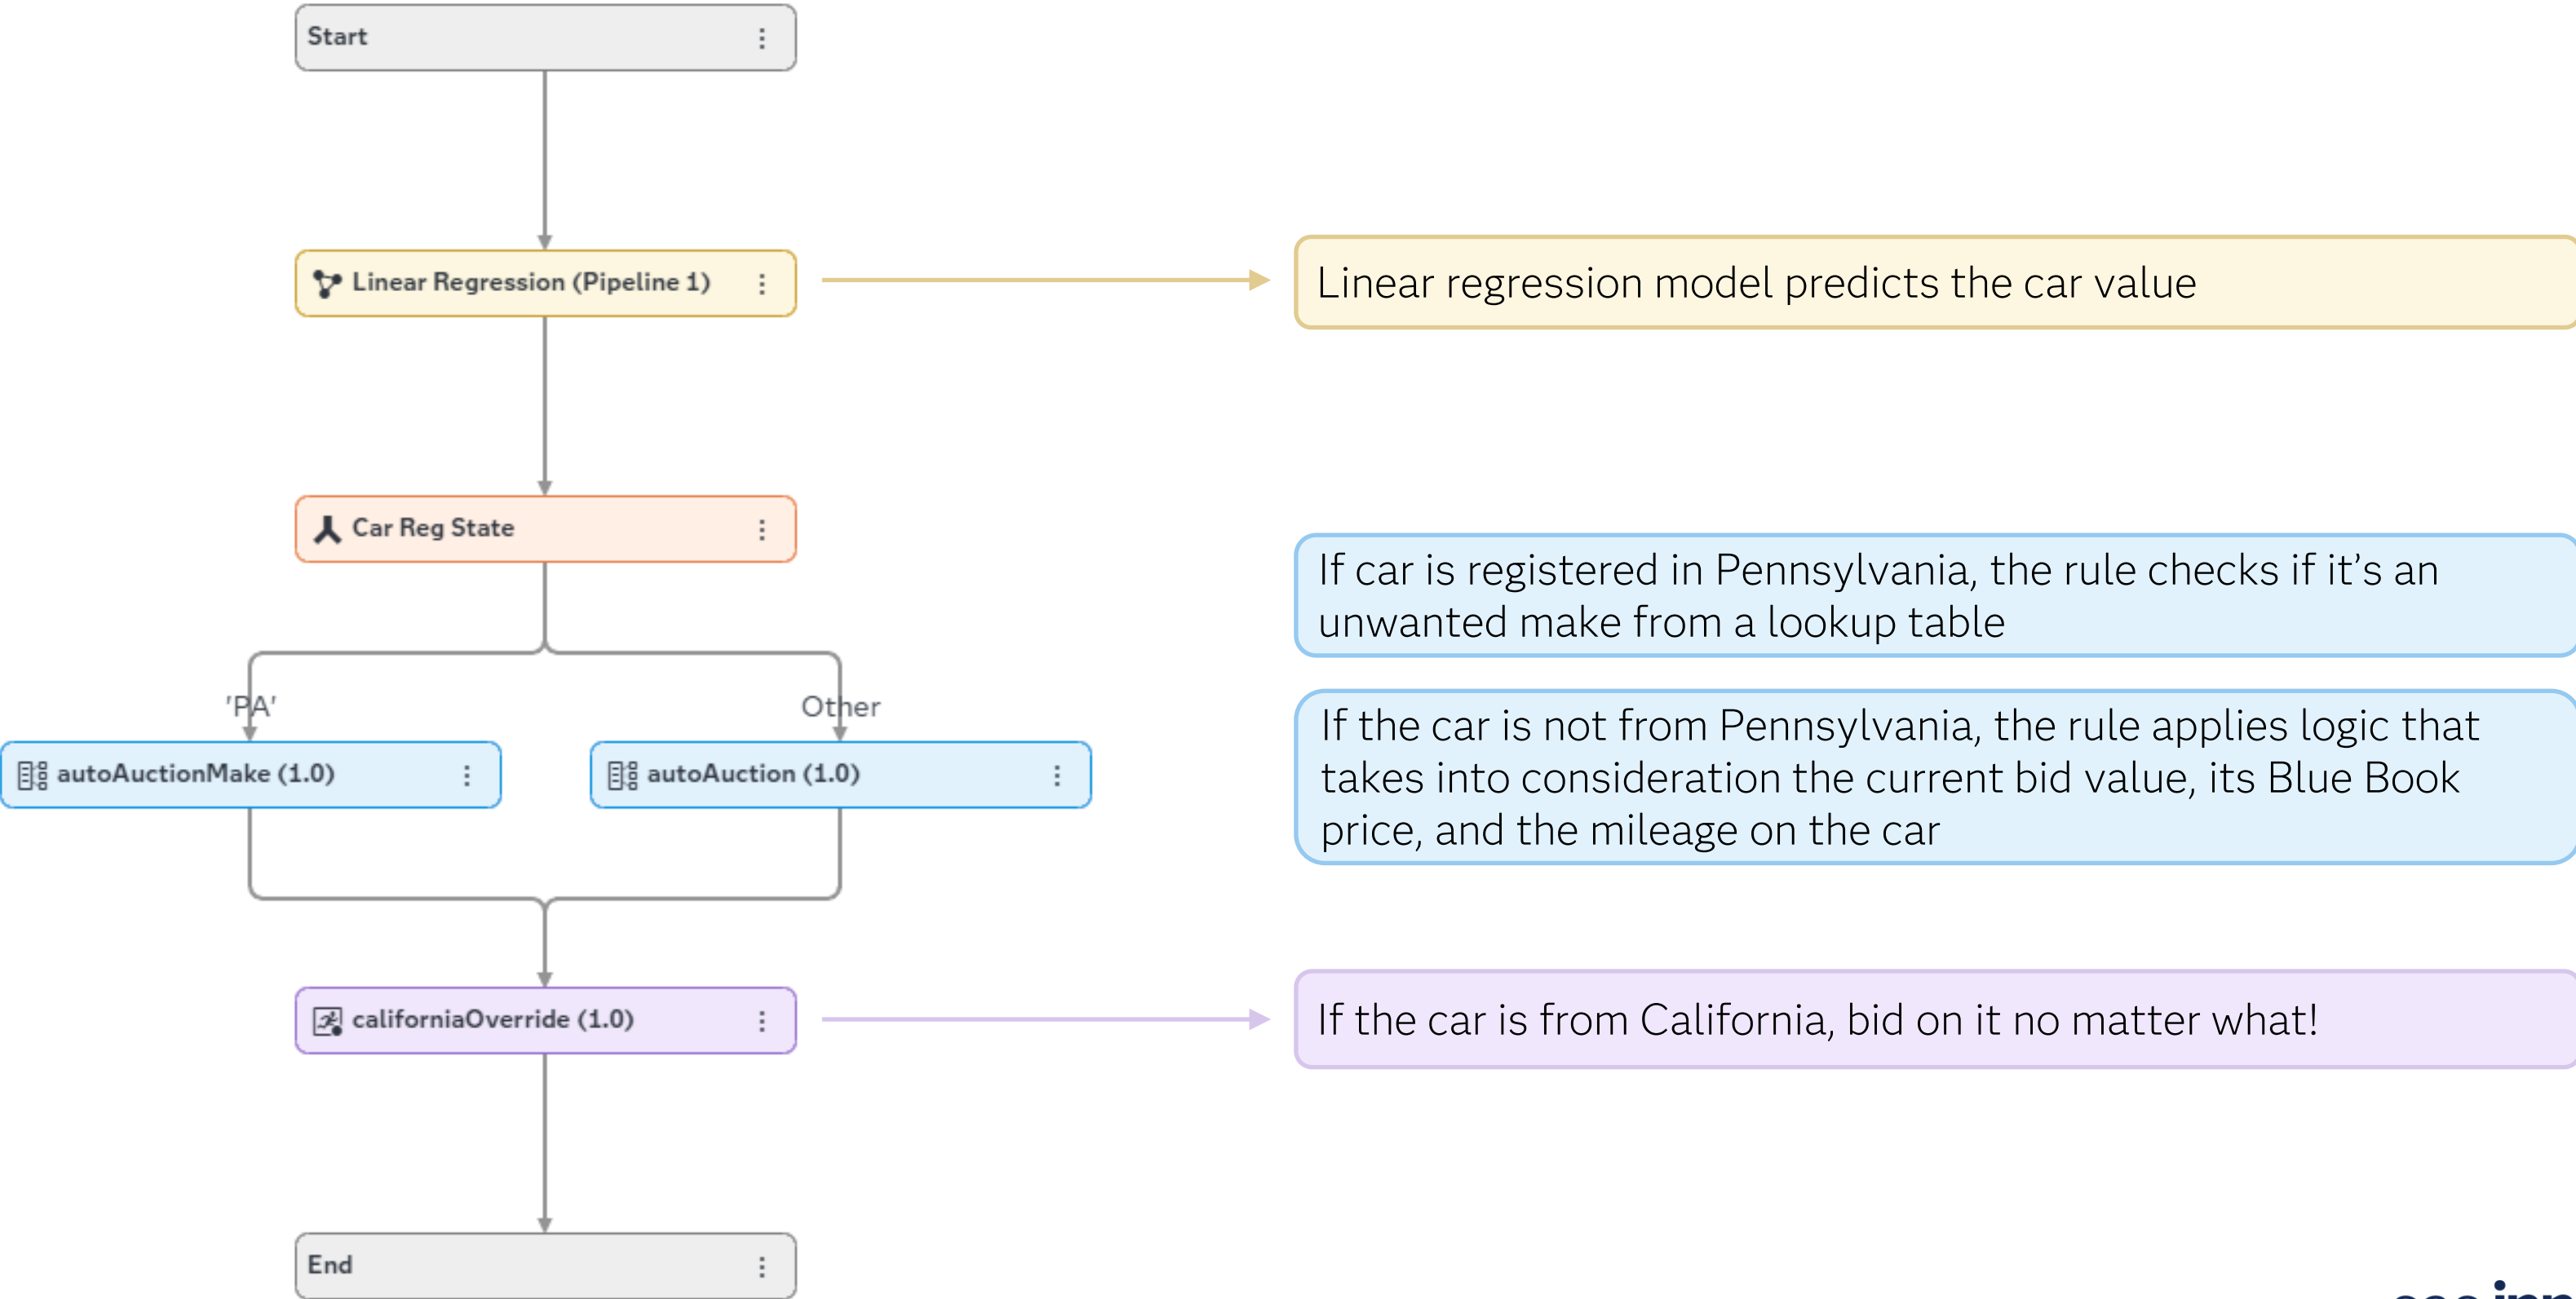 Start
Linear Regression (Pipeline 1)
Linear regression model predicts the car value
Car Reg State
If car is registered in Pennsylvania, the rule checks if it’s an
unwanted make from a lookup table
'PA'
Other
autoAuctionMake (1.0)
autoAuction (1.0)
If the car is not from Pennsylvania, the rule applies logic that
takes into consideration the current bid value, its Blue Book
price, and the mileage on the car
californiaOverride (1.0)
If the car is from California, bid on it no matter what!
End